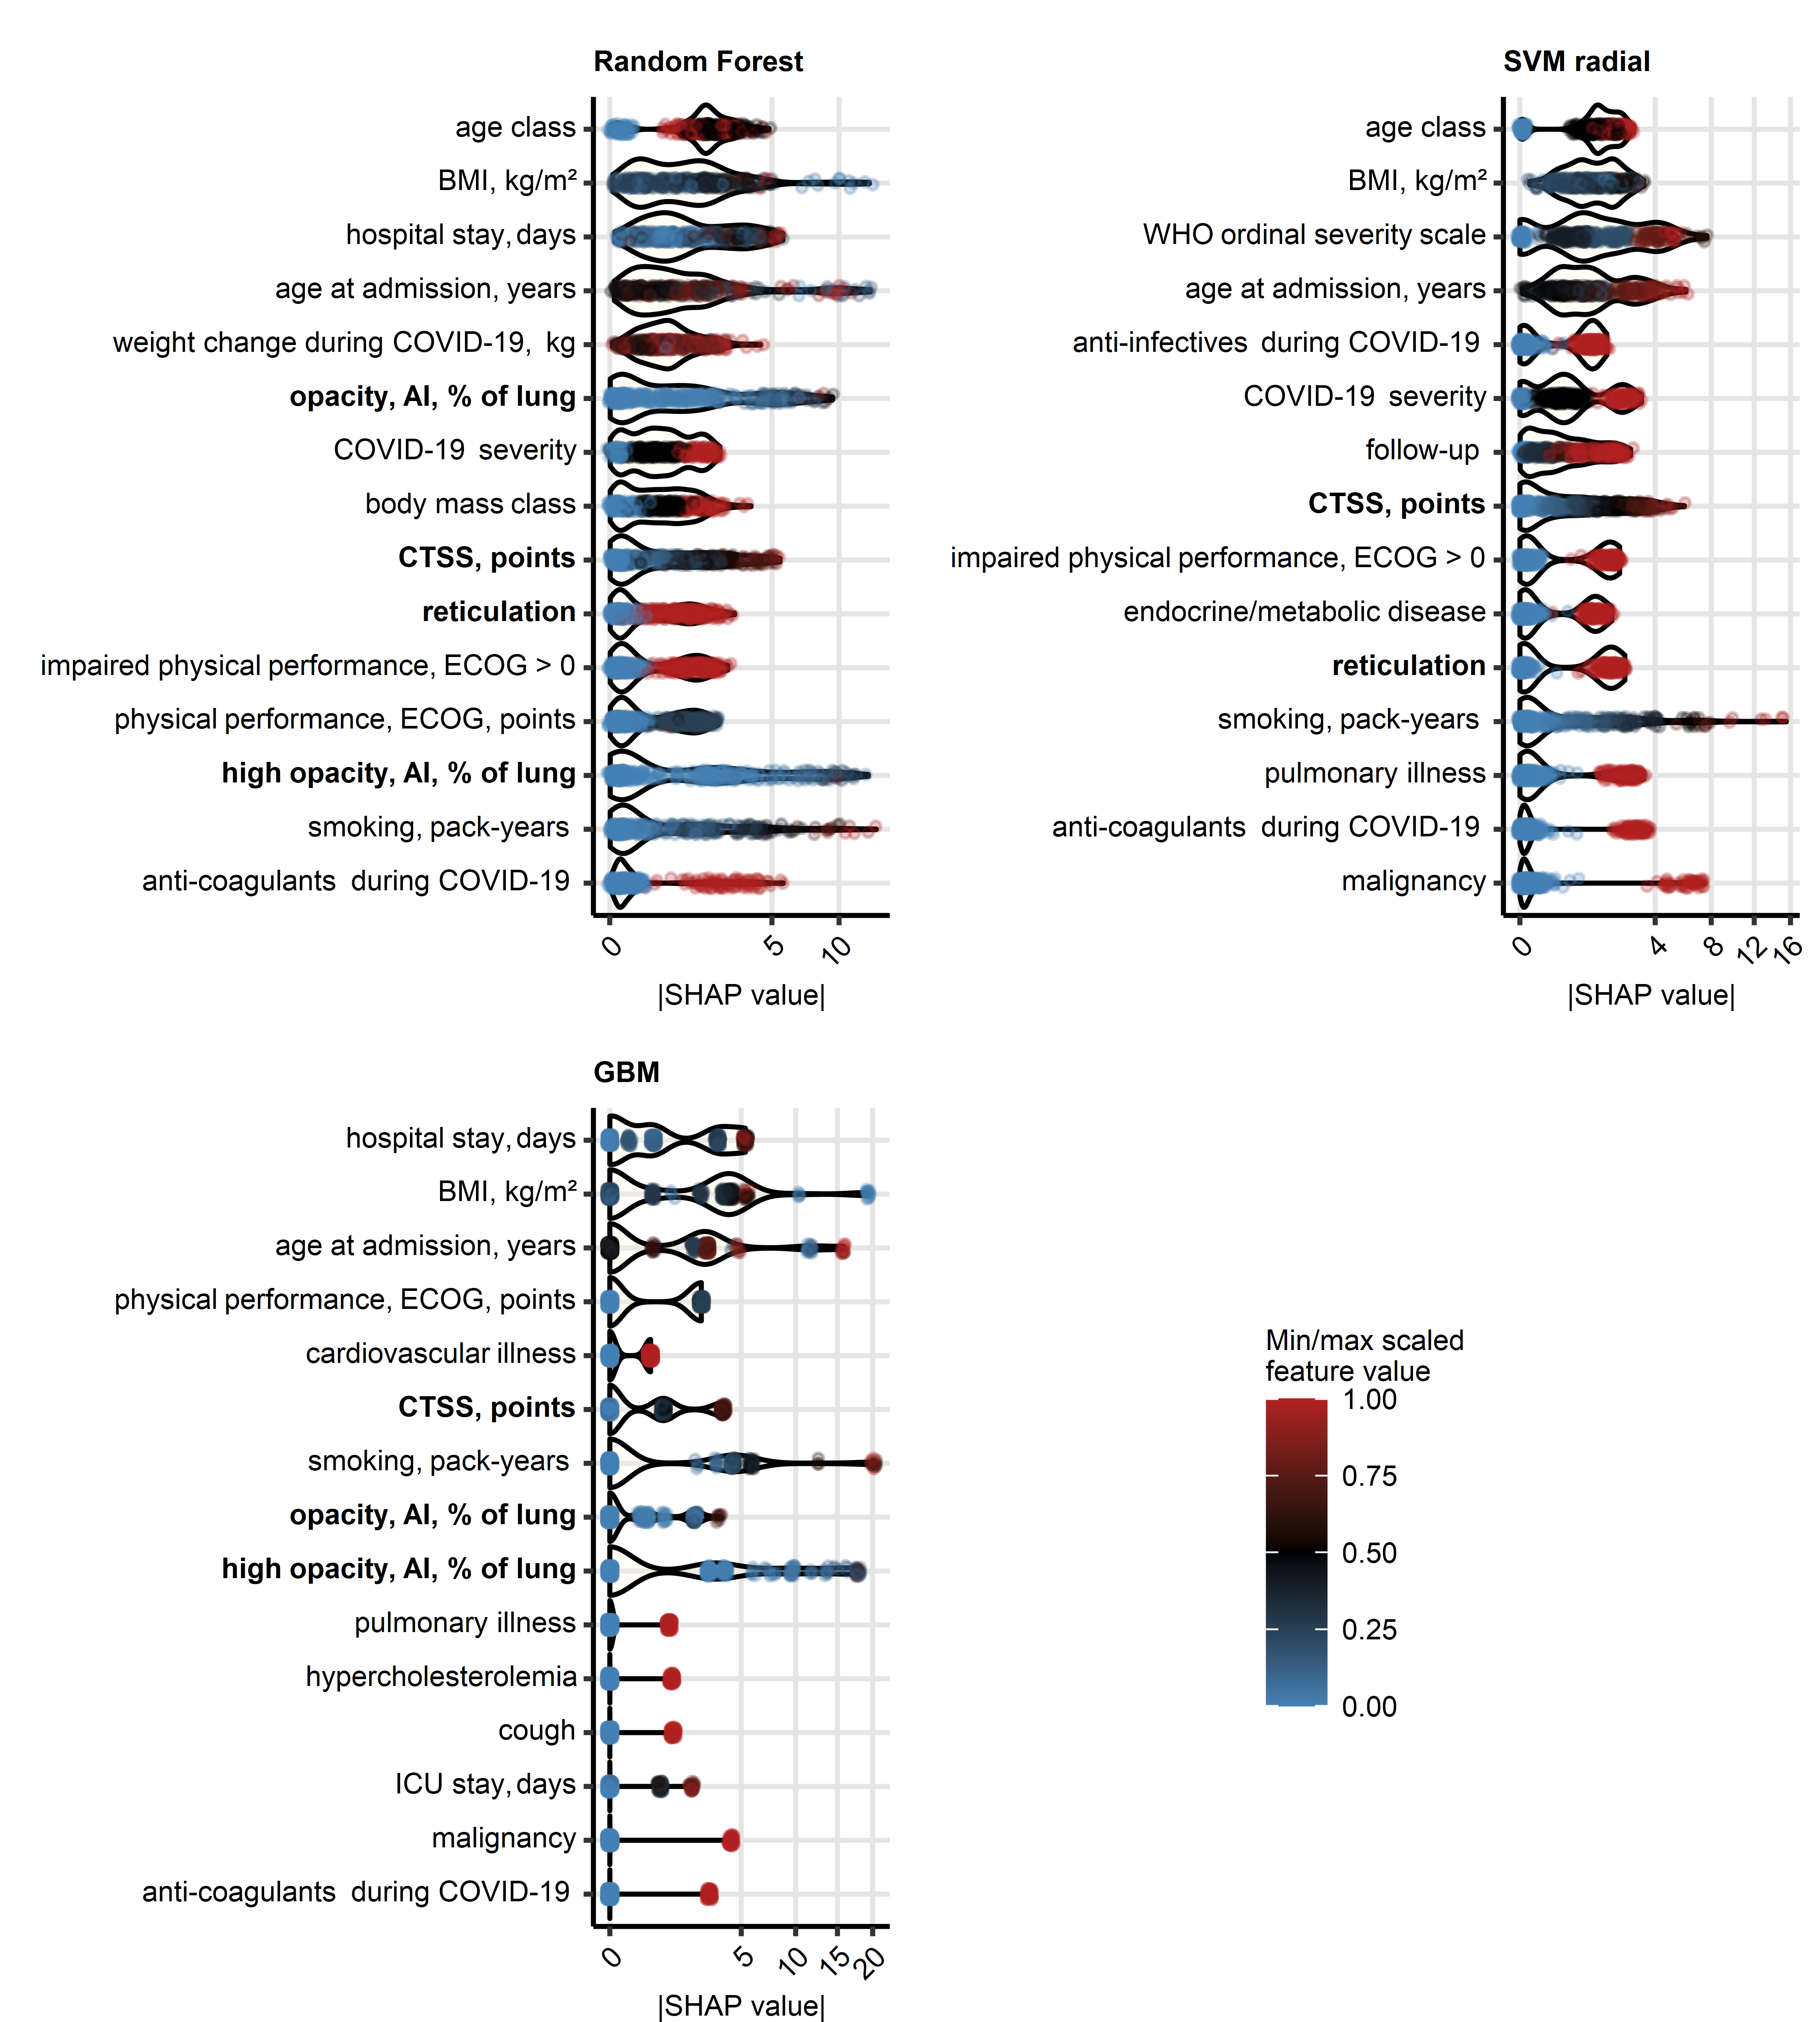 Random Forest
age class
BMI, kg/m²
hospital stay, days
age at admission, years
weight change during COVID-19, kg
opacity, AI, % of lung
COVID-19 severity
body mass class
CTSS, points
reticulation
impaired physical performance, ECOG > 0
physical performance, ECOG, points
high opacity, AI, % of lung
smoking, pack-years
anti-coagulants during COVID-19
0 5 10
|SHAP value|
SVM radial
age class
BMI, kg/m²
WHO ordinal severity scale
age at admission, years
anti-infectives during COVID-19
COVID-19 severity
follow-up
CTSS, points
impaired physical performance, ECOG > 0
endocrine/metabolic disease
reticulation
smoking, pack-years
pulmonary illness
anti-coagulants during COVID-19
malignancy
0 4 8 12 16
|SHAP value|
GBM
hospital stay, days
BMI, kg/m²
age at admission, years
physical performance, ECOG, points
cardiovascular illness
CTSS, points
smoking, pack-years
opacity, AI, % of lung
high opacity, AI, % of lung
pulmonary illness
hypercholesterolemia
cough
ICU stay, days
malignancy
anti-coagulants during COVID-19
0 5 10 15 20
|SHAP value|
Min/max scaled
feature value
1.00
0.75
0.50
0.25
0.00